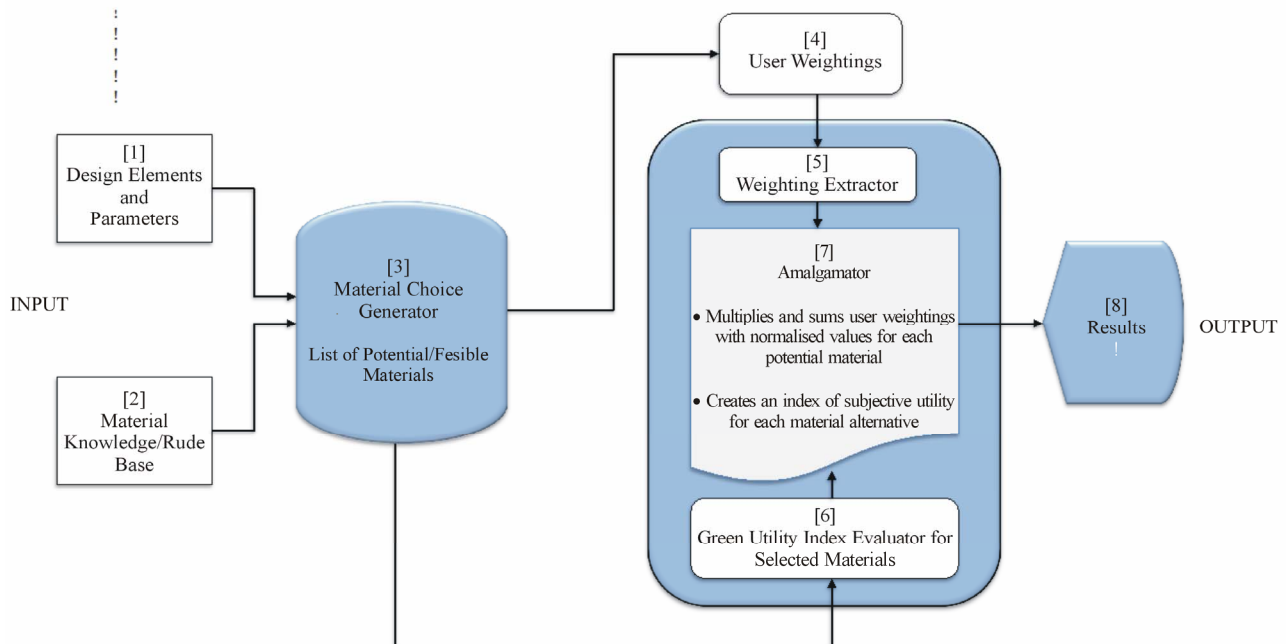 !
!
!
!
!
[1]
Design Elements
and
Parameters
INPUT
[2]
Material
Knowledge/Rude
Base
[3]
Material Choice
Generator
List of Potential/Fesible
Materials
[4]
User Weightings
[5]
Weighting Extractor
[7]
Amalgamator
● Multiplies and sums user weightings
with normalised values for each
potential material
● Creates an index of subjective utility
for each material alternative
[6]
Green Utility Index Evaluator for
Selected Materials
[8]
Results
!
OUTPUT